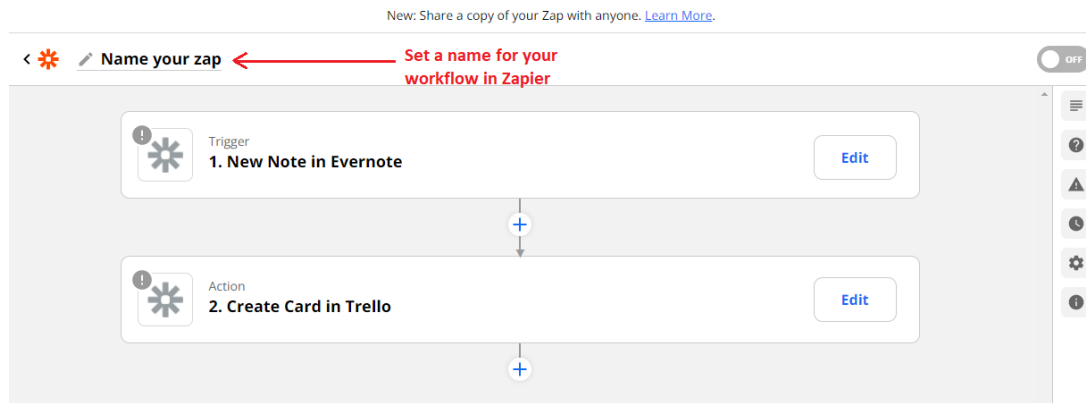 New: Share a copy of your Zap with anyone. Learn More.
Name your zap
Set a name for your
workflow in Zapier
OFF
Trigger
1. New Note in Evernote
Edit
Action
2. Create Card in Trello
Edit